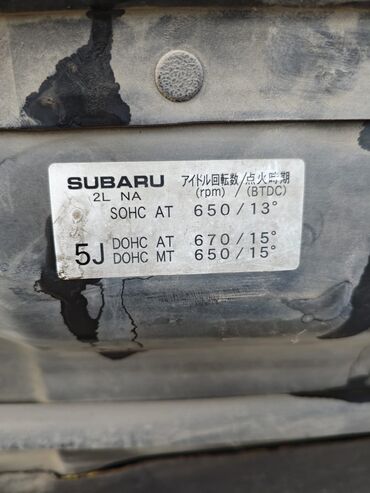 SUBARU アイドル回転数/点火時期
2L NA (rpm) / (BTDC)
SOHC AT 650/13°
5J DOHC AT 670/15°
DOHC MT 650/15°